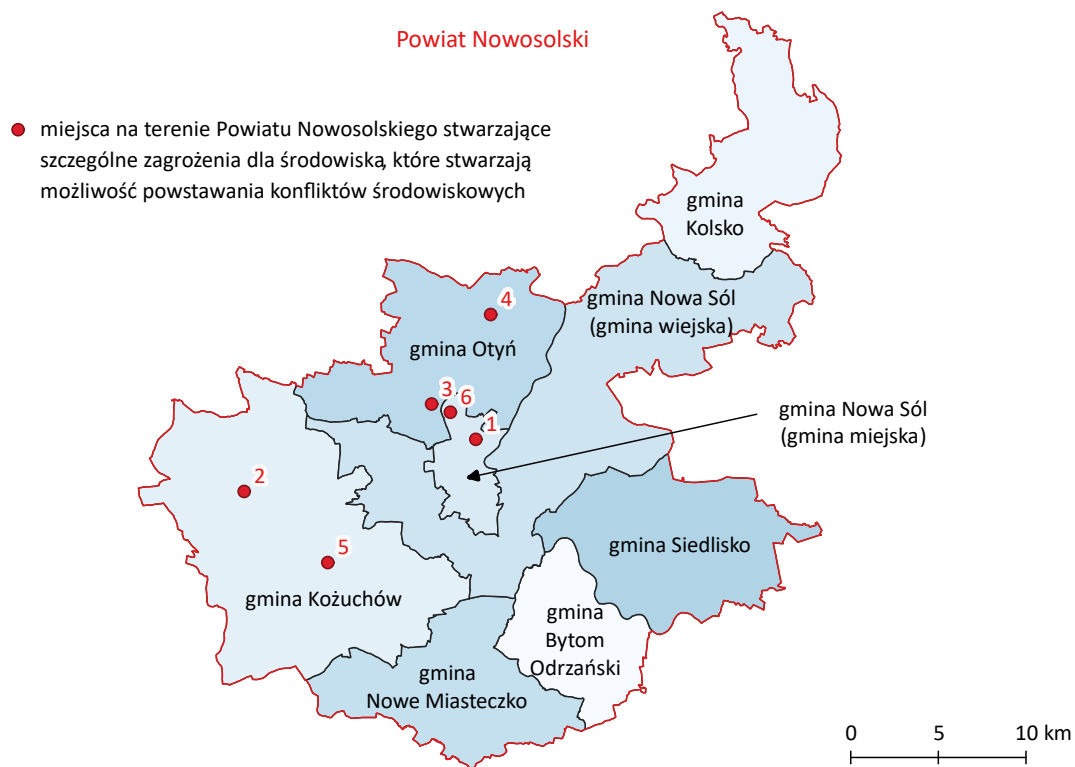 Powiat Nowosolski
miejsca na terenie Powiatu Nowosolskiego stwarzające
szczególne zagrożenia dla środowiska, które stwarzają
możliwość powstawania konfliktów środowiskowych
gmina
Kolsko
gmina Nowa Sól
(gmina wiejska)
4
gmina Otyń
3
6
1
gmina Nowa Sól
(gmina miejska)
2
5
gmina Siedlisko
gmina Kożuchów
gmina
Bytom
Odrzański
gmina
Nowe Miasteczko
0 5 10 km